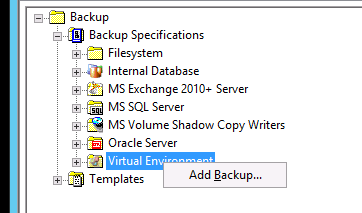 Backup
Backup Specifications
Filesystem
Internal Database
MS Exchange 2010+ Server
MS SQL Server
MS Volume Shadow Copy Writers
Oracle Server
Virtual Environment
Add Backup...
Templates